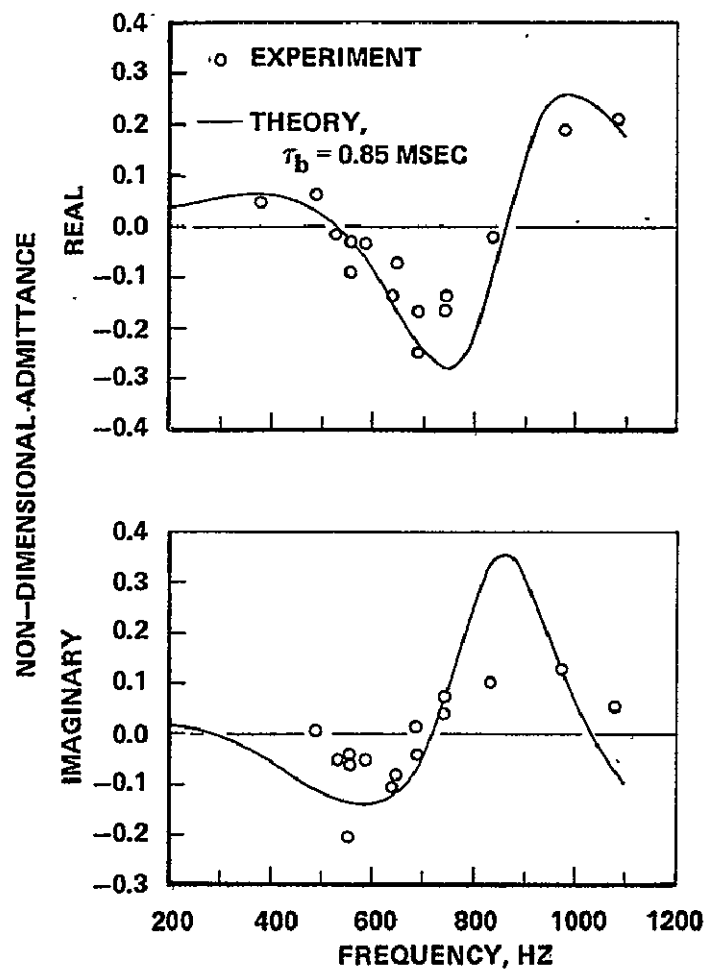 0.4
0.3
0.2
0.1
0.0
−0.1
−0.2
−0.3
−0.4
EXPERIMENT
THEORY,
τb = 0.85 MSEC
REAL
NON−DIMENSIONAL ADMITTANCE
0.4
0.3
0.2
0.1
0.0
−0.1
−0.2
−0.3
IMAGINARY
200 400 600 800 1000 1200
FREQUENCY, HZ